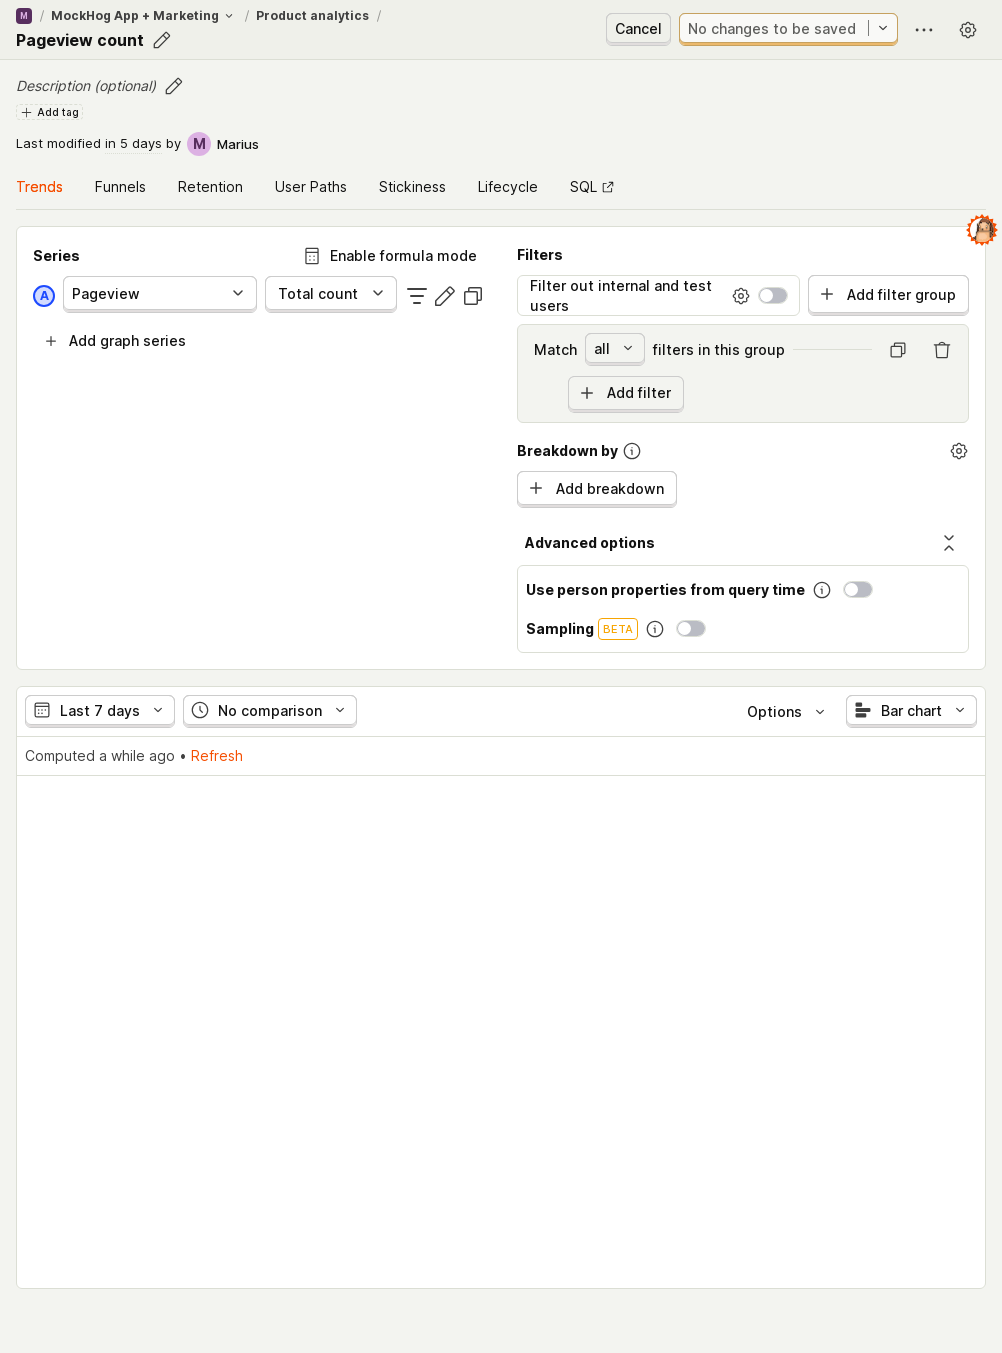 M / MockHog App + Marketing / Product analytics /
Pageview count
Cancel
No changes to be saved
Description (optional)
Add tag
Last modified in 5 days by M Marius
Trends
Funnels
Retention
User Paths
Stickiness
Lifecycle
SQL
Series
Enable formula mode
A Pageview
Total count
Add graph series
Filters
Filter out internal and test
users
Add filter group
Match all filters in this group
Add filter
Breakdown by
Add breakdown
Advanced options
Use person properties from query time
Sampling BETA
Last 7 days
No comparison
Options
Bar chart
Computed a while ago • Refresh